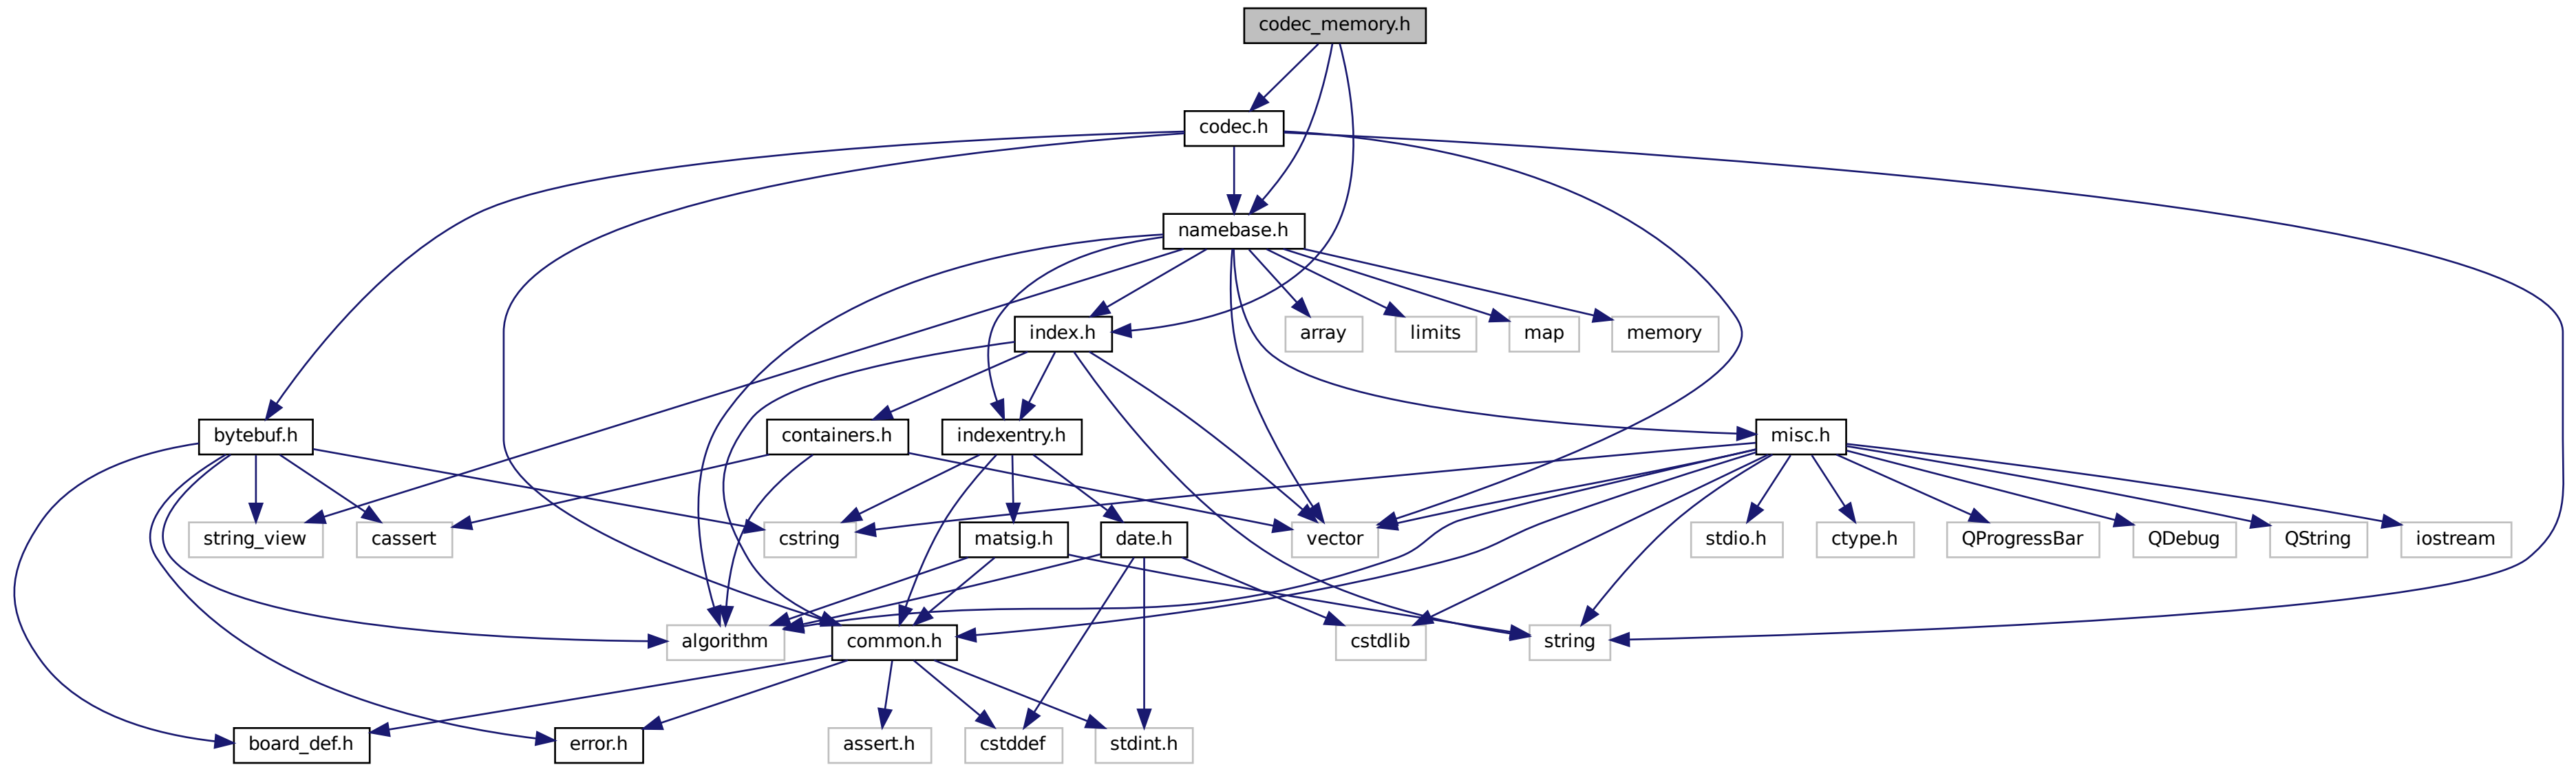 codec_memory.h
codec.h
namebase.h
index.h
array
limits
map
memory
bytebuf.h
containers.h
indexentry.h
misc.h
string_view
cassert
cstring
matsig.h
date.h
vector
stdio.h
ctype.h
QProgressBar
QDebug
QString
iostream
algorithm
common.h
cstdlib
string
board_def.h
error.h
assert.h
cstddef
stdint.h